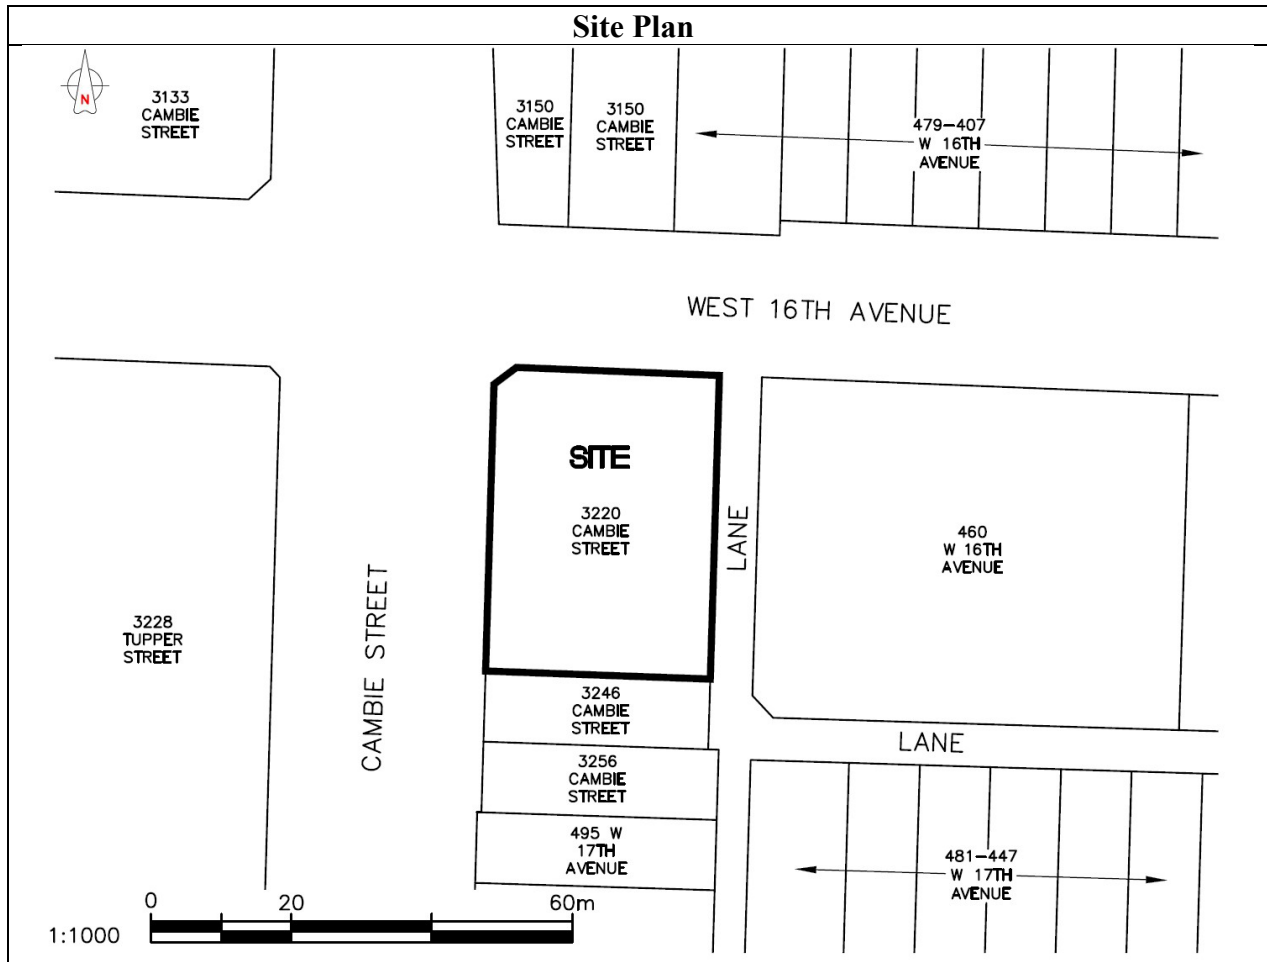 Site Plan
N
3133
CAMBIE
STREET
3150
CAMBIE
STREET
3150
CAMBIE
STREET
479-407
W 16TH
AVENUE
WEST 16TH AVENUE
SITE
3220
CAMBIE
STREET
LANE
460
W 16TH
AVENUE
3228
TUPPER
STREET
CAMBIE STREET
3246
CAMBIE
STREET
LANE
3256
CAMBIE
STREET
495 W
17TH
AVENUE
481-447
W 17TH
AVENUE
0 20 60m
1:1000